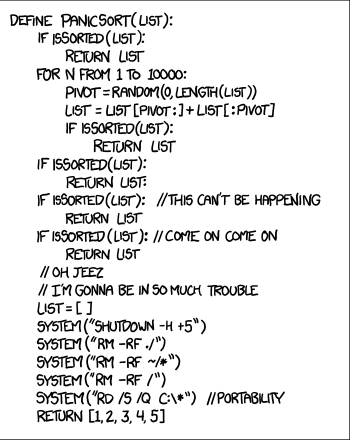 DEFINE PANICSORT(LIST):
IF ISSORTED(LIST):
RETURN LIST
FOR N FROM 1 TO 10000:
PIVOT=RANDOM(0,LENGTH(LIST))
LIST=LIST[PIVOT:]+LIST[:PIVOT]
IF ISSORTED(LIST):
RETURN LIST
IF ISSORTED(LIST):
RETURN LIST:
IF ISSORTED(LIST): //THIS CAN'T BE HAPPENING
RETURN LIST
IF ISSORTED(LIST): //COME ON COME ON
RETURN LIST
// OH JEEZ
// I'M GONNA BE IN SO MUCH TROUBLE
LIST=[ ]
SYSTEM("SHUTDOWN -H +5")
SYSTEM("RM -RF ./")
SYSTEM("RM -RF ~/*")
SYSTEM("RM -RF /")
SYSTEM("RD /S /Q C:\*") //PORTABILITY
RETURN [1,2,3,4,5]